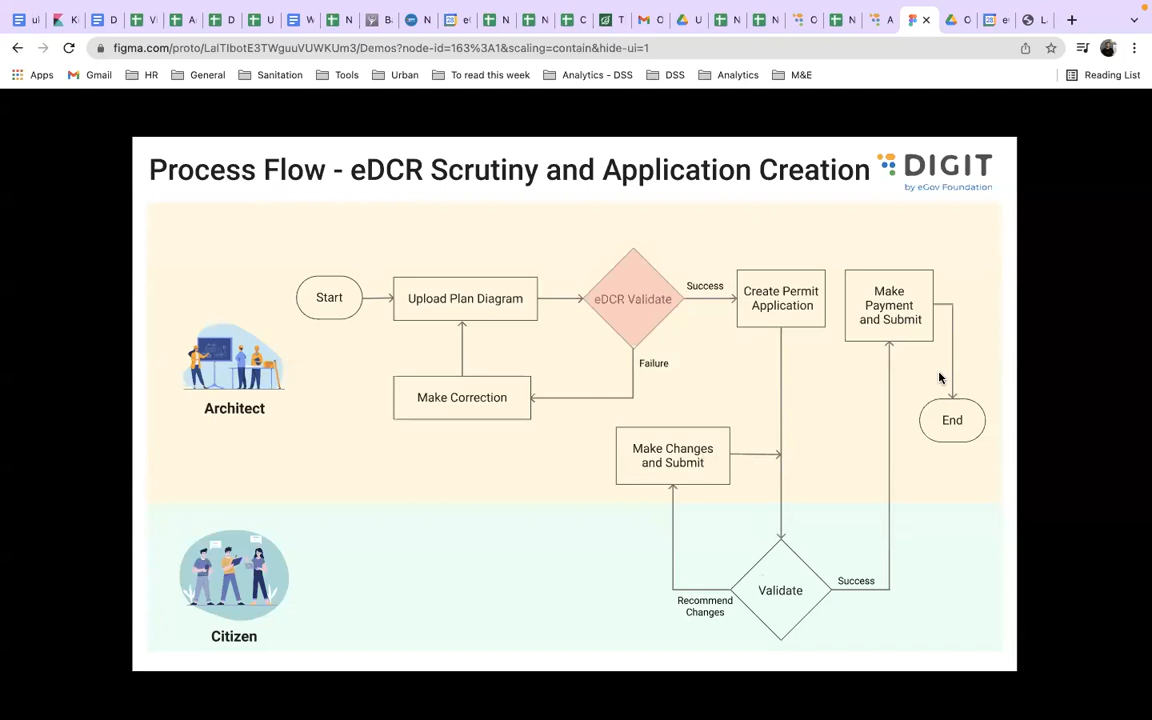 ui
K
D
V
A
D
U
W
N
B
N
e
N
N
C
T
O
U
N
O
N
A
O
e
L
figma.com/proto/LaITIbotE3TWguuVUWKUm3/Demos?node-id=163%3A1&scaling=contain&hide-ui=1
Apps
Gmail
HR
General
Sanitation
Tools
Urban
To read this week
Analytics - DSS
DSS
Analytics
M&E
Reading List
Process Flow - eDCR Scrutiny and Application Creation
DIGIT
by eGov Foundation
Start
Upload Plan Diagram
eDCR Validate
Success
Create Permit
Application
Make
Payment
and Submit
Failure
Architect
Make Correction
End
Make Changes
and Submit
Citizen
Recommend
Changes
Validate
Success